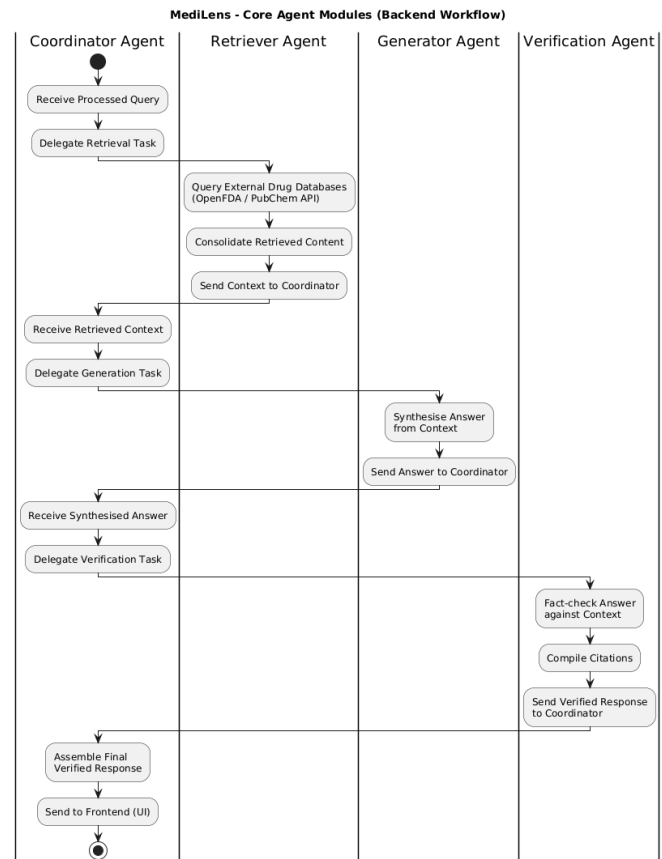 MediLens - Core Agent Modules (Backend Workflow)
Coordinator Agent
Retriever Agent
Generator Agent
Verification Agent
Receive Processed Query
Delegate Retrieval Task
Query External Drug Databases
(OpenFDA / PubChem API)
Consolidate Retrieved Content
Send Context to Coordinator
Receive Retrieved Context
Delegate Generation Task
Synthesise Answer
from Context
Send Answer to Coordinator
Receive Synthesised Answer
Delegate Verification Task
Fact-check Answer
against Context
Compile Citations
Send Verified Response
to Coordinator
Assemble Final
Verified Response
Send to Frontend (UI)